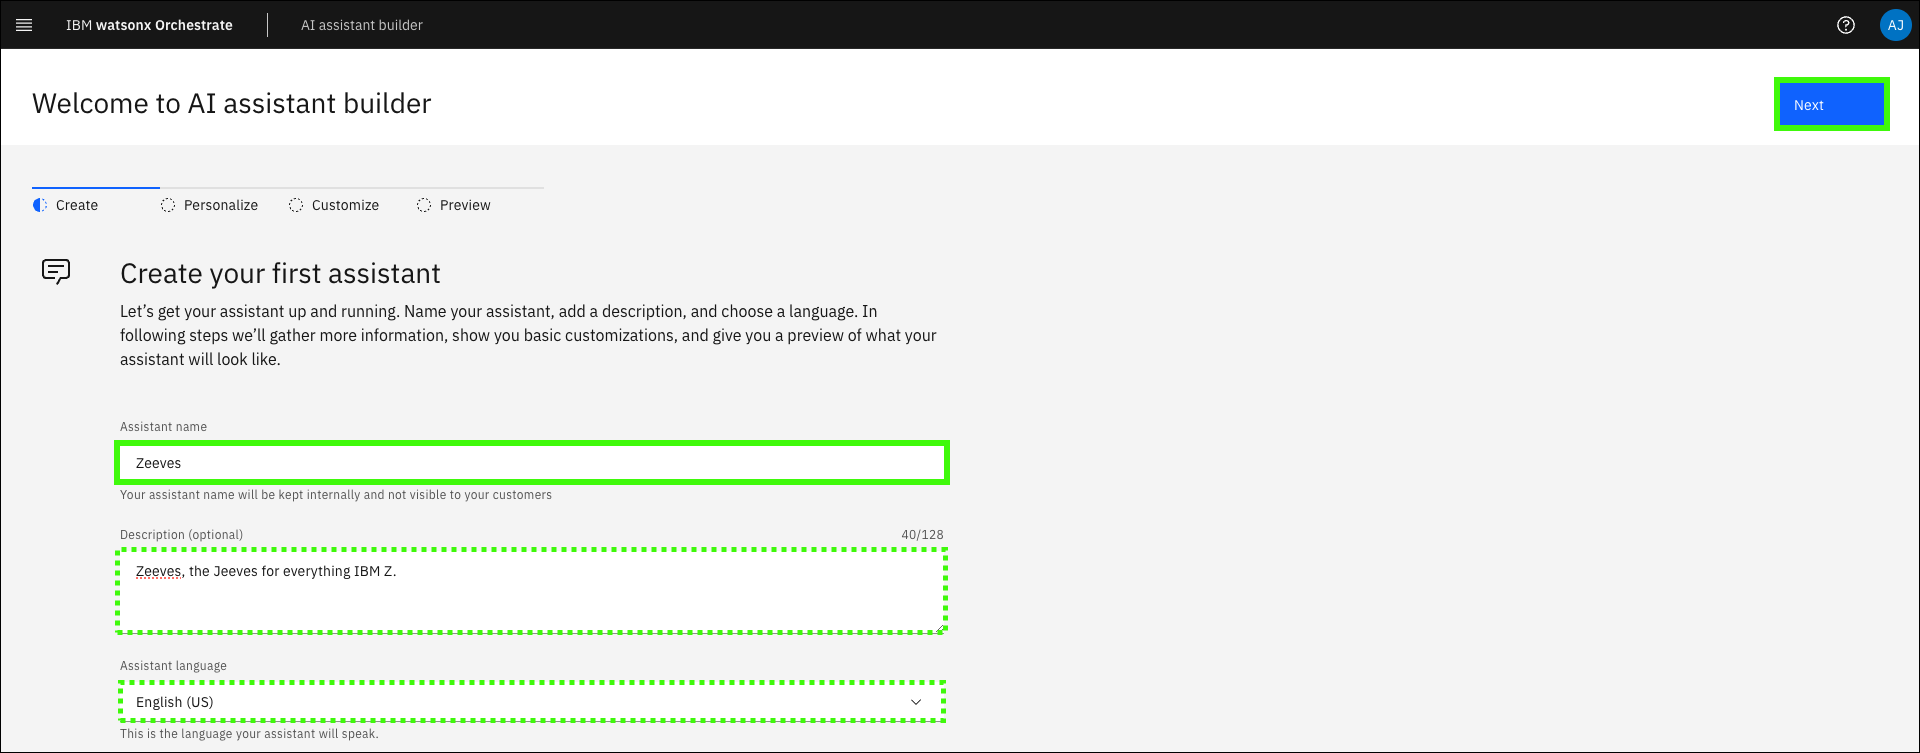 IBM watsonx Orchestrate
AI assistant builder
AJ
Welcome to AI assistant builder
Next
Create
Personalize
Customize
Preview
Create your first assistant
Let’s get your assistant up and running. Name your assistant, add a description, and choose a language. In
following steps we’ll gather more information, show you basic customizations, and give you a preview of what your
assistant will look like.
Assistant name
Zeeves
Your assistant name will be kept internally and not visible to your customers
Description (optional)
40/128
Zeeves, the Jeeves for everything IBM Z.
Assistant language
English (US)
This is the language your assistant will speak.